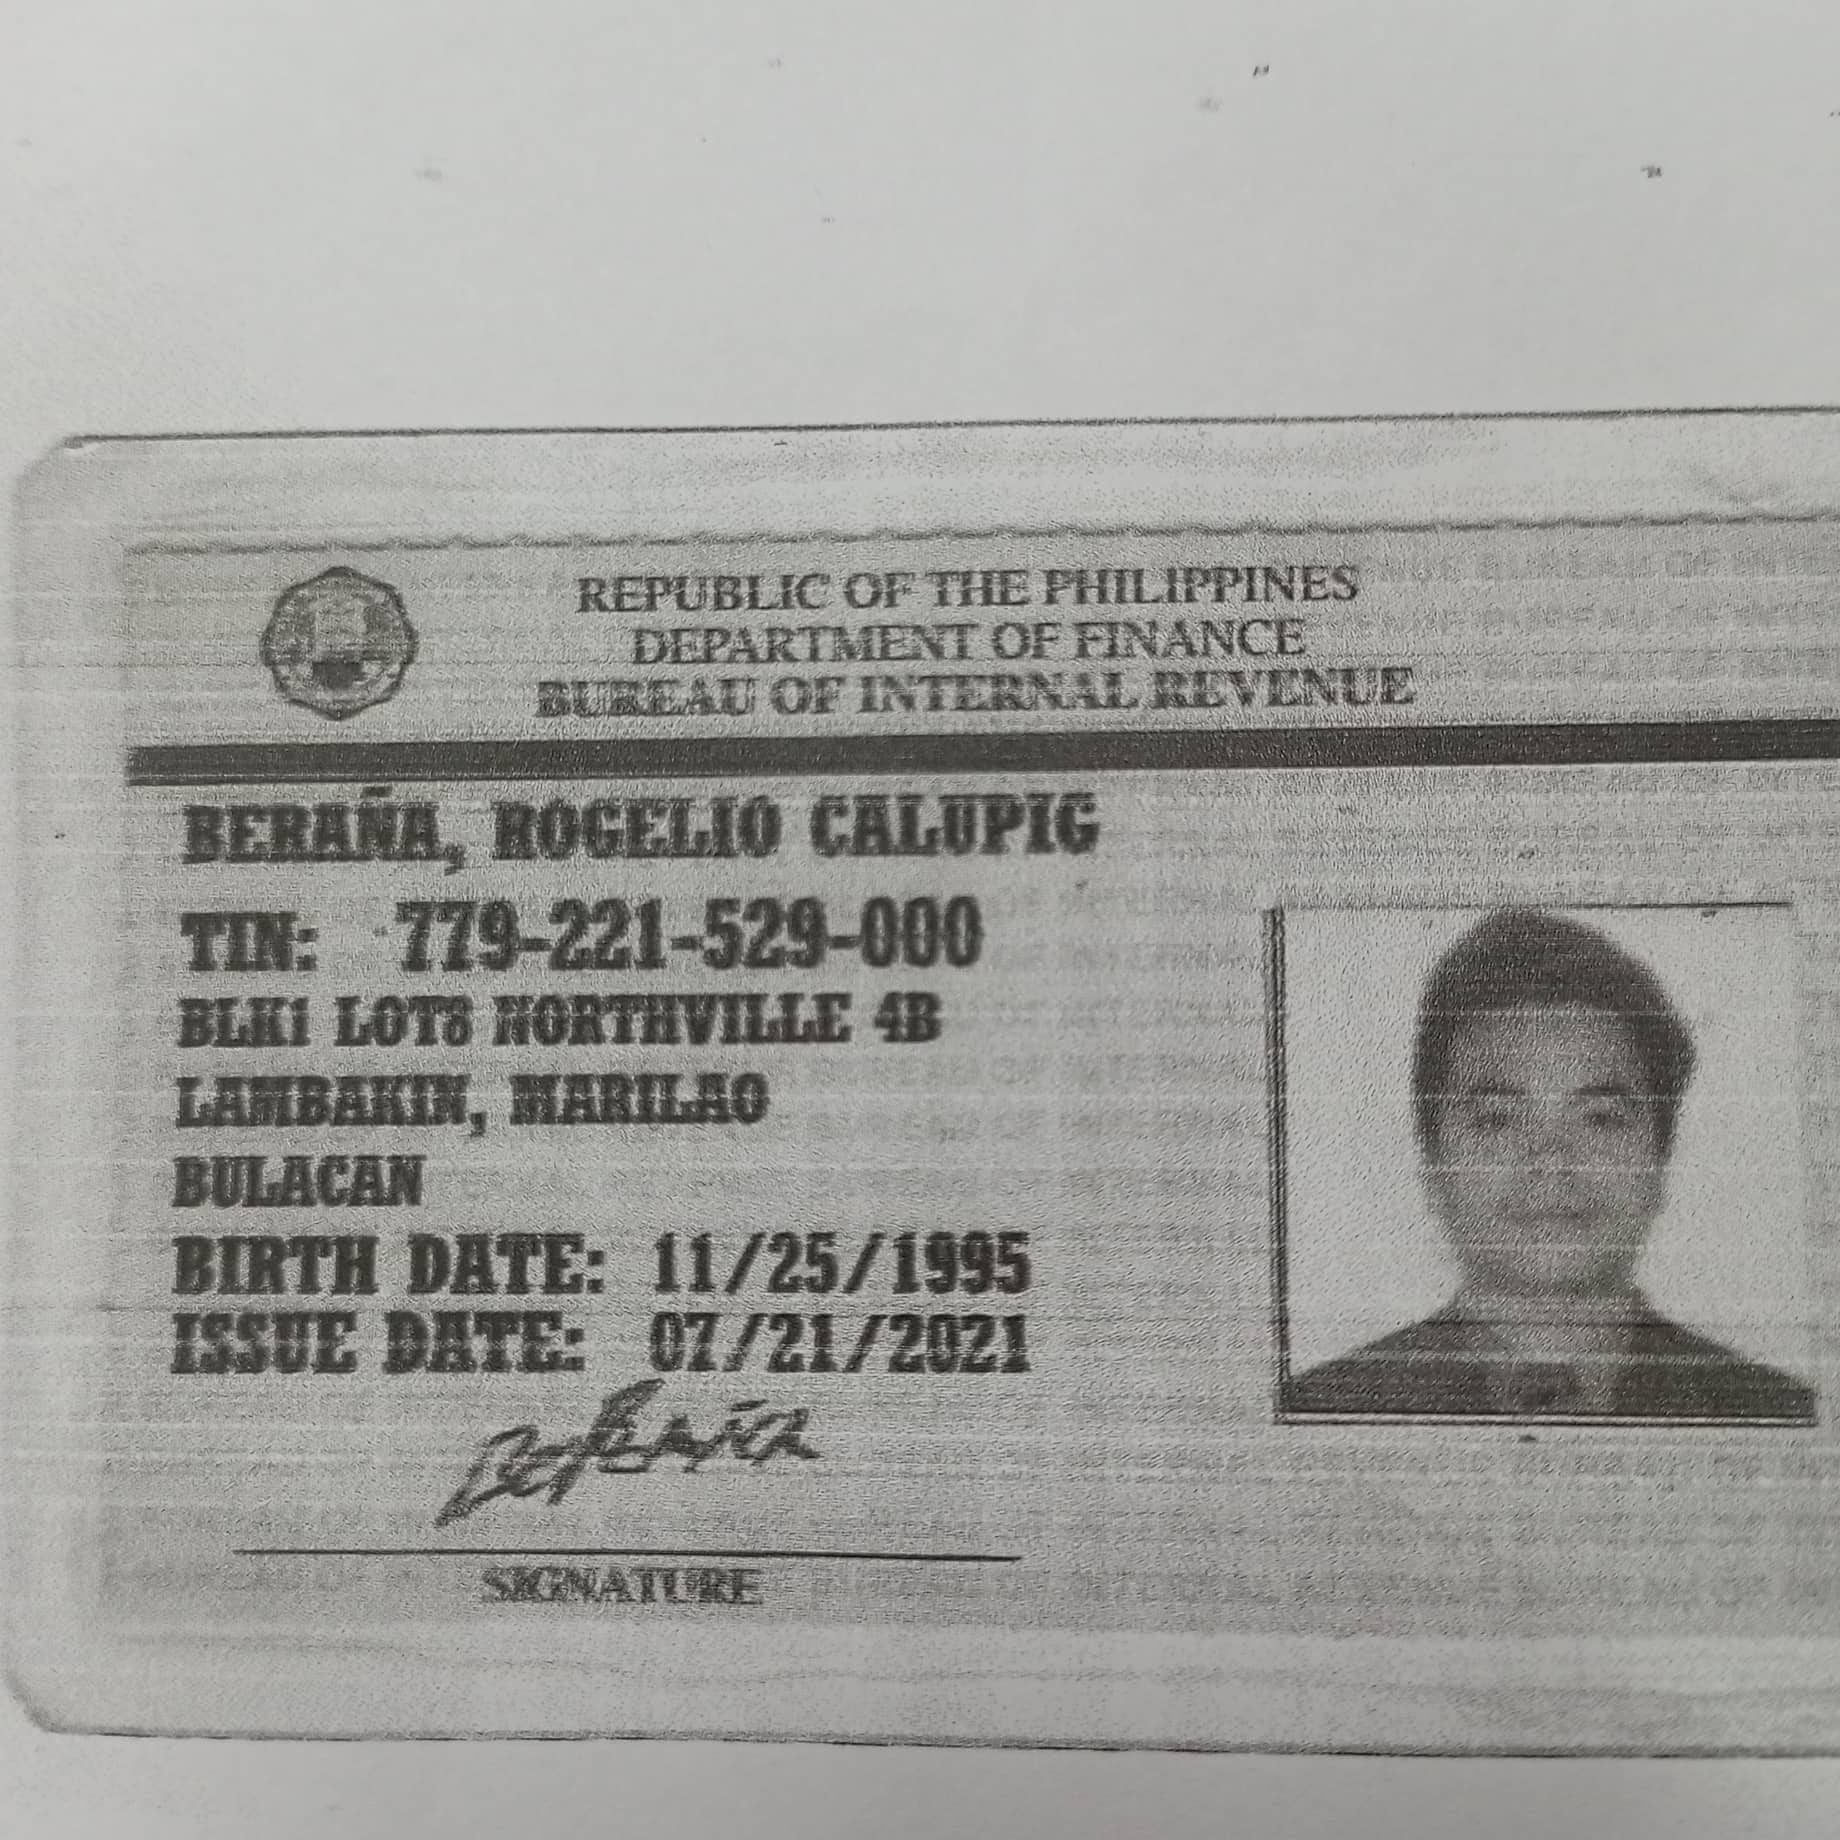 REPUBLIC OF THE PHILIPPINES
DEPARTMENT OF FINANCE
BUREAU OF INTERNAL REVENUE
BERAÑA, ROGELIO CALUPIG
TIN: 779-221-529-000
BLK1 LOT8 NORTHVILLE 4B
LAMBAKIN, MARILAO
BULACAN
BIRTH DATE: 11/25/1995
ISSUE DATE: 07/21/2021
SIGNATURE